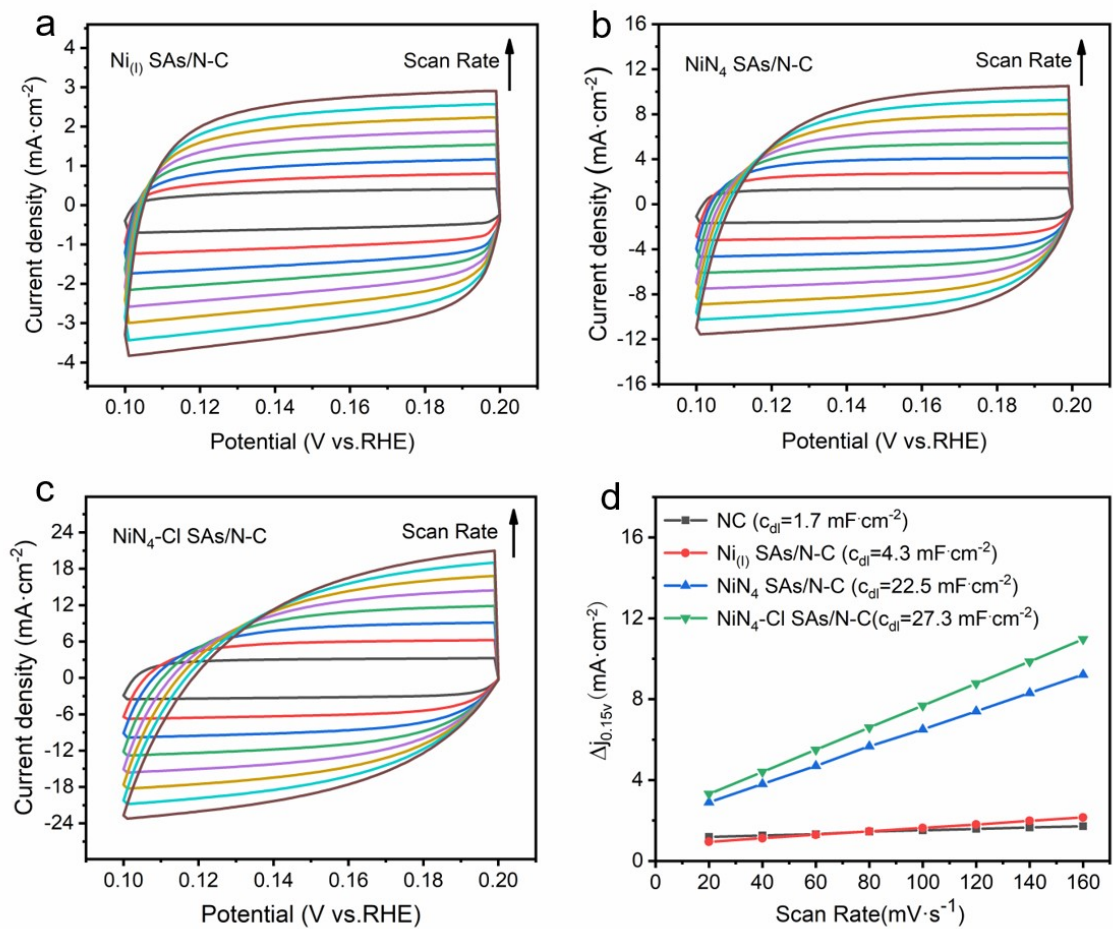 a
Ni(I) SAs/N-C
Scan Rate
4
3
2
1
0
-1
-2
-3
-4
Current density (mA·cm-2)
0.10 0.12 0.14 0.16 0.18 0.20
Potential (V vs.RHE)
b
NiN4 SAs/N-C
Scan Rate
16
12
8
4
0
-4
-8
-12
-16
Current density (mA·cm-2)
0.10 0.12 0.14 0.16 0.18 0.20
Potential (V vs.RHE)
c
NiN4-Cl SAs/N-C
Scan Rate
24
18
12
6
0
-6
-12
-18
-24
Current density (mA·cm-2)
0.10 0.12 0.14 0.16 0.18 0.20
Potential (V vs.RHE)
d
NC (cdl=1.7 mF·cm-2)
Ni(I) SAs/N-C (cdl=4.3 mF·cm-2)
NiN4 SAs/N-C (cdl=22.5 mF·cm-2)
NiN4-Cl SAs/N-C(cdl=27.3 mF·cm-2)
16
12
8
4
0
Δj0.15v(mA·cm-2)
0 20 40 60 80 100 120 140 160
Scan Rate(mV·s-1)